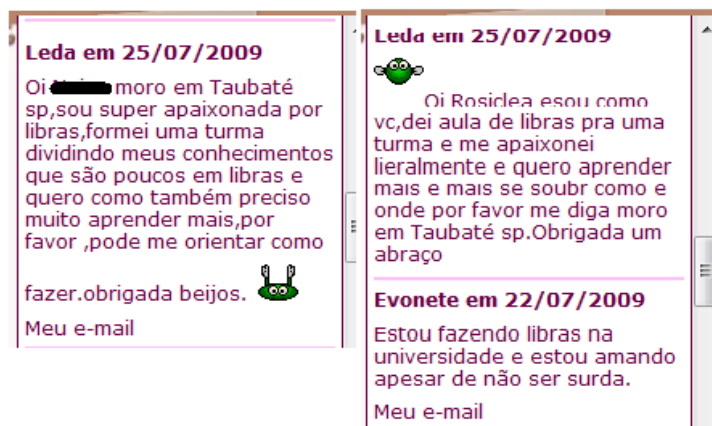 Leda em 25/07/2009
Oi moro em Taubaté
sp,sou super apaixonada por
libras,formei uma turma
dividindo meus conhecimentos
que são poucos em libras e
quero como também preciso
muito aprender mais,por
favor ,pode me orientar como
fazer.obrigada beijos.
Meu e-mail
Leda em 25/07/2009
Oi Rosiclea esou como
vc,dei aula de libras pra uma
turma e me apaixonei
lieralmente e quero aprender
mais e mais se soubr como e
onde por favor me diga moro
em Taubaté sp.Obrigada um
abraço
Evonete em 22/07/2009
Estou fazendo libras na
universidade e estou amando
apesar de não ser surda.
Meu e-mail